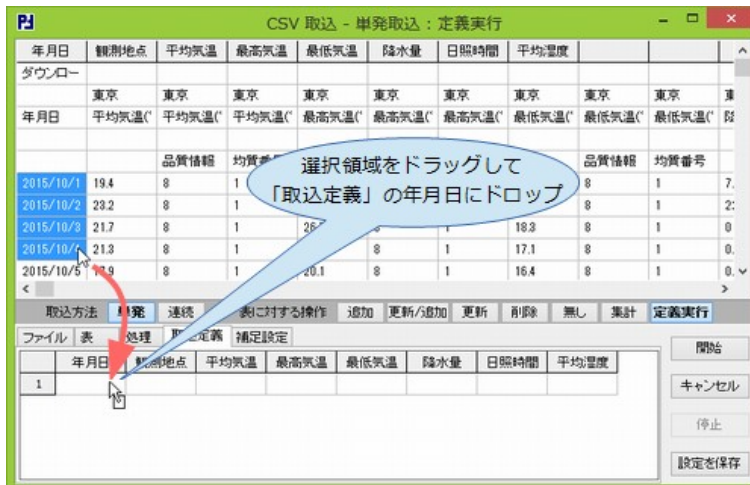 CSV 取込 - 単発取込 : 定義実行
年月日 観測地点 平均気温 最高気温 最低気温 降水量 日照時間 平均湿度
ダウンロー
東京 東京 東京 東京 東京 東京 東京 東京 東
年月日 平均気温(° 平均気温(° 平均気温(° 最高気温(° 最高気温(° 最高気温(° 最低気温(° 最低気温(° 最低気温(° 降
品質情報 均質番号 品質情報 均質番号
選択領域をドラッグして
「取込定義」の年月日にドロップ
2015/10/1 19.4 8 1 8 1 7.
2015/10/2 23.2 8 1 8 1 2:
2015/10/3 21.7 8 1 26. 1 18.3 8 1 0
2015/10/4 21.3 8 1 8 1 17.1 8 1 0.
2015/10/5 17.9 8 1 20.1 8 1 16.4 8 1 0.
取込方法 単発 連続 表に対する操作 追加 更新/追加 更新 削除 無し 集計 定義実行
ファイル 表 処理 取込定義 補足設定
年月日 観測地点 平均気温 最高気温 最低気温 降水量 日照時間 平均湿度
1
開始
キャンセル
停止
設定を保存